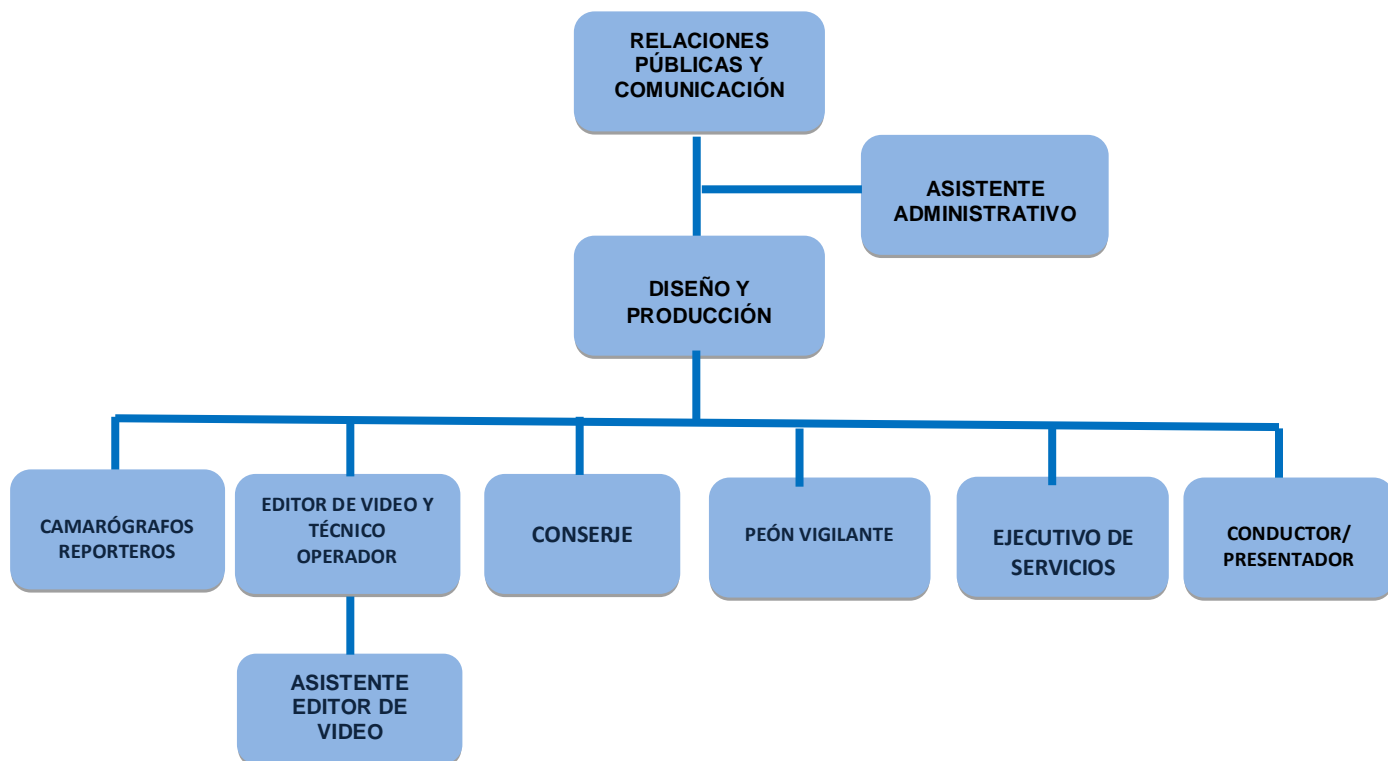 RELACIONES
PÚBLICAS Y
COMUNICACIÓN
ASISTENTE
ADMINISTRATIVO
DISEÑO Y
PRODUCCIÓN
CAMARÓGRAFOS
REPORTEROS
EDITOR DE VIDEO Y
TÉCNICO
OPERADOR
CONSERJE
PEÓN VIGILANTE
EJECUTIVO DE
SERVICIOS
CONDUCTOR/
PRESENTADOR
ASISTENTE
EDITOR DE
VIDEO